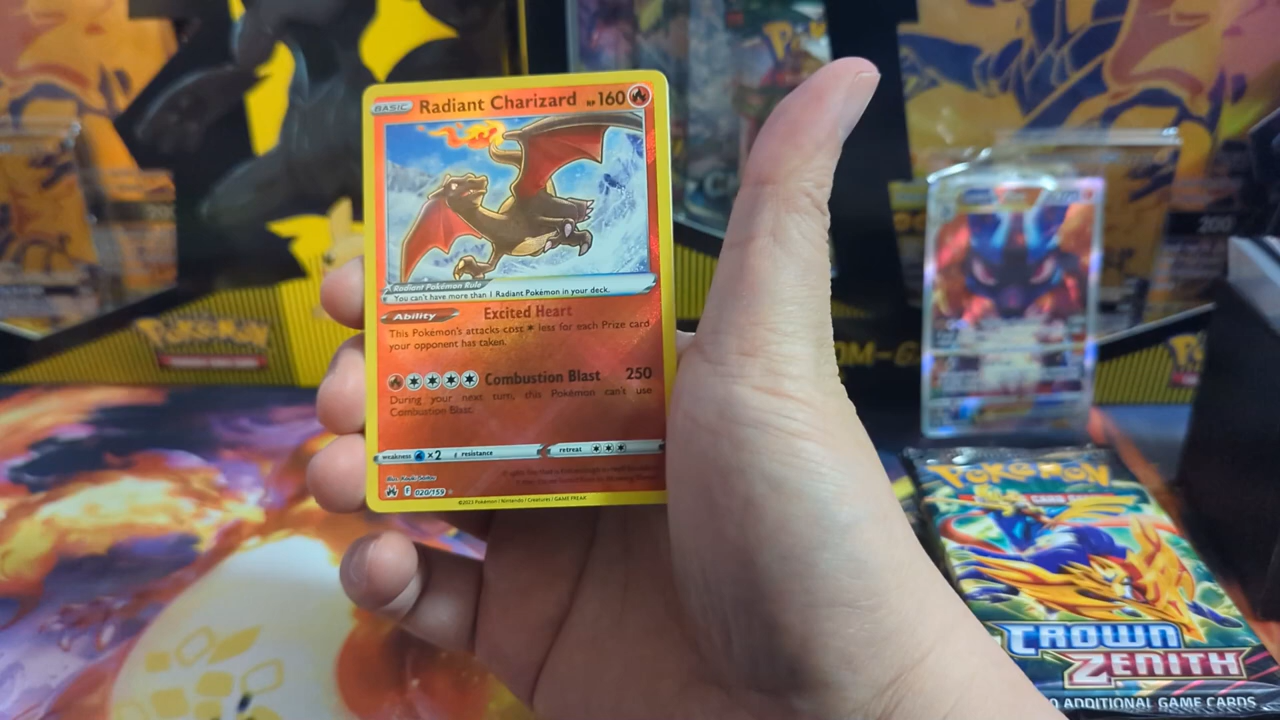 BASIC Radiant Charizard HP 160
Radiant Pokémon Rule
You can't have more than 1 Radiant Pokémon in your deck.
Ability Excited Heart
This Pokémon's attacks cost less for each Prize card
your opponent has taken.
Combustion Blast 250
During your next turn, this Pokémon can't use
Combustion Blast.
weakness ×2 resistance retreat
Illus.
F 020/159
©2023 Pokémon / Nintendo / Creatures / GAME FREAK
Pokémon
200
POKÉMON
CROWN
ZENITH
ADDITIONAL GAME CARDS